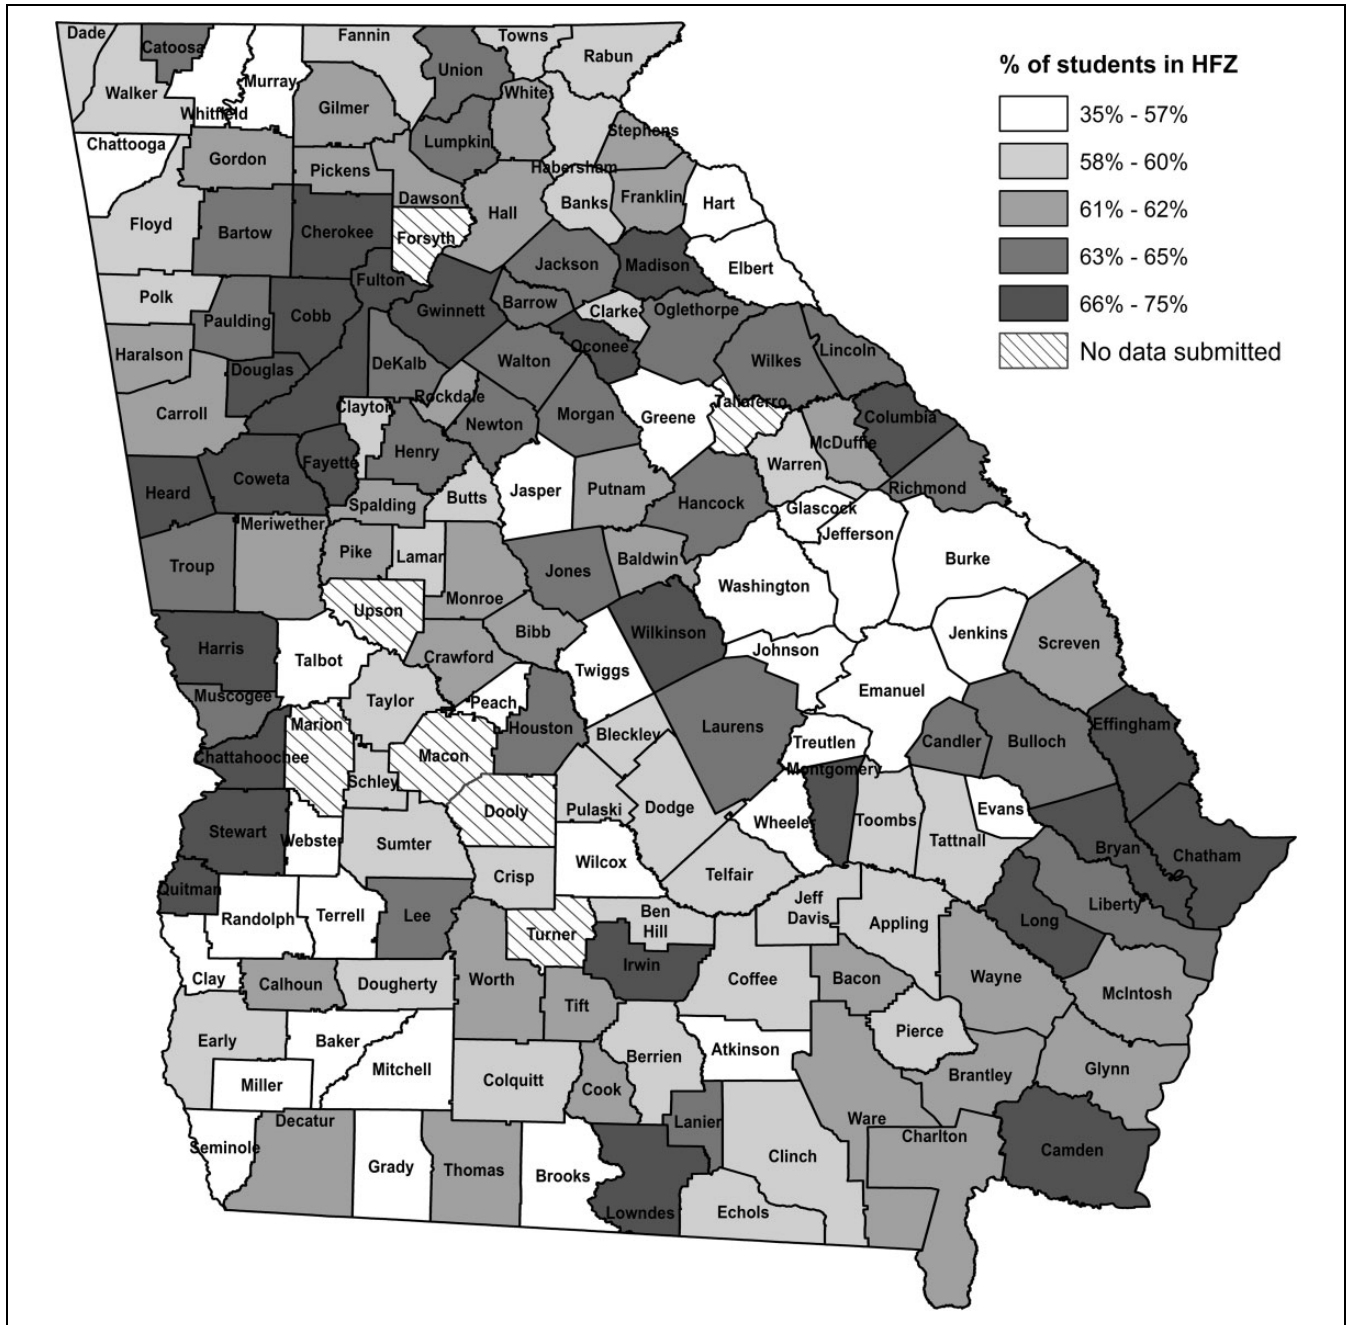 % of students in HFZ
35% - 57%
58% - 60%
61% - 62%
63% - 65%
66% - 75%
No data submitted
Dade
Catoosa
Fannin
Towns
Rabun
Union
Walker
Whitfield
Murray
Gilmer
White
Chattooga
Gordon
Pickens
Lumpkin
Stephens
Habersham
Dawson
Hall
Banks
Franklin
Hart
Floyd
Bartow
Cherokee
Forsyth
Jackson
Madison
Elbert
Polk
Paulding
Cobb
Fulton
Gwinnett
Barrow
Clarke
Oglethorpe
Haralson
Douglas
DeKalb
Walton
Oconee
Wilkes
Lincoln
Carroll
Clayton
Rockdale
Newton
Morgan
Greene
Taliaferro
Columbia
McDuffie
Warren
Richmond
Heard
Coweta
Fayette
Henry
Spalding
Butts
Jasper
Putnam
Hancock
Glascock
Jefferson
Burke
Troup
Meriwether
Pike
Lamar
Monroe
Jones
Baldwin
Washington
Jenkins
Screven
Upson
Harris
Talbot
Crawford
Bibb
Twiggs
Wilkinson
Johnson
Emanuel
Muscogee
Taylor
Peach
Houston
Bleckley
Laurens
Treutlen
Candler
Bulloch
Effingham
Chattahoochee
Marion
Macon
Schley
Dooly
Pulaski
Dodge
Wheeler
Montgomery
Toombs
Tattnall
Evans
Bryan
Chatham
Stewart
Webster
Sumter
Crisp
Wilcox
Telfair
Jeff
Davis
Appling
Long
Liberty
Quitman
Randolph
Terrell
Lee
Turner
Ben
Hill
Irwin
Coffee
Bacon
Wayne
McIntosh
Clay
Calhoun
Dougherty
Worth
Tift
Early
Baker
Miller
Mitchell
Colquitt
Cook
Berrien
Atkinson
Pierce
Brantley
Glynn
Seminole
Decatur
Grady
Thomas
Brooks
Lowndes
Lanier
Echols
Clinch
Ware
Charlton
Camden